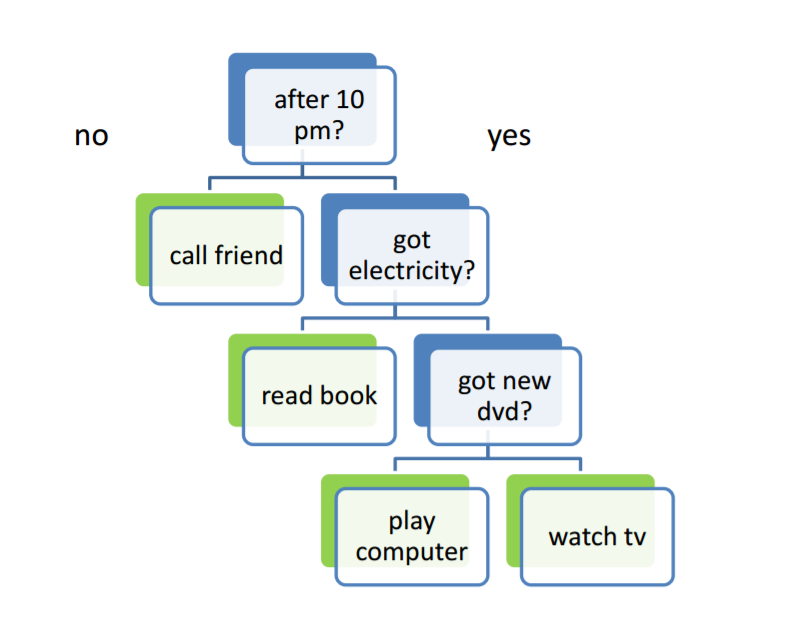 after 10
pm?
no
yes
call friend
got
electricity?
read book
got new
dvd?
play
computer
watch tv